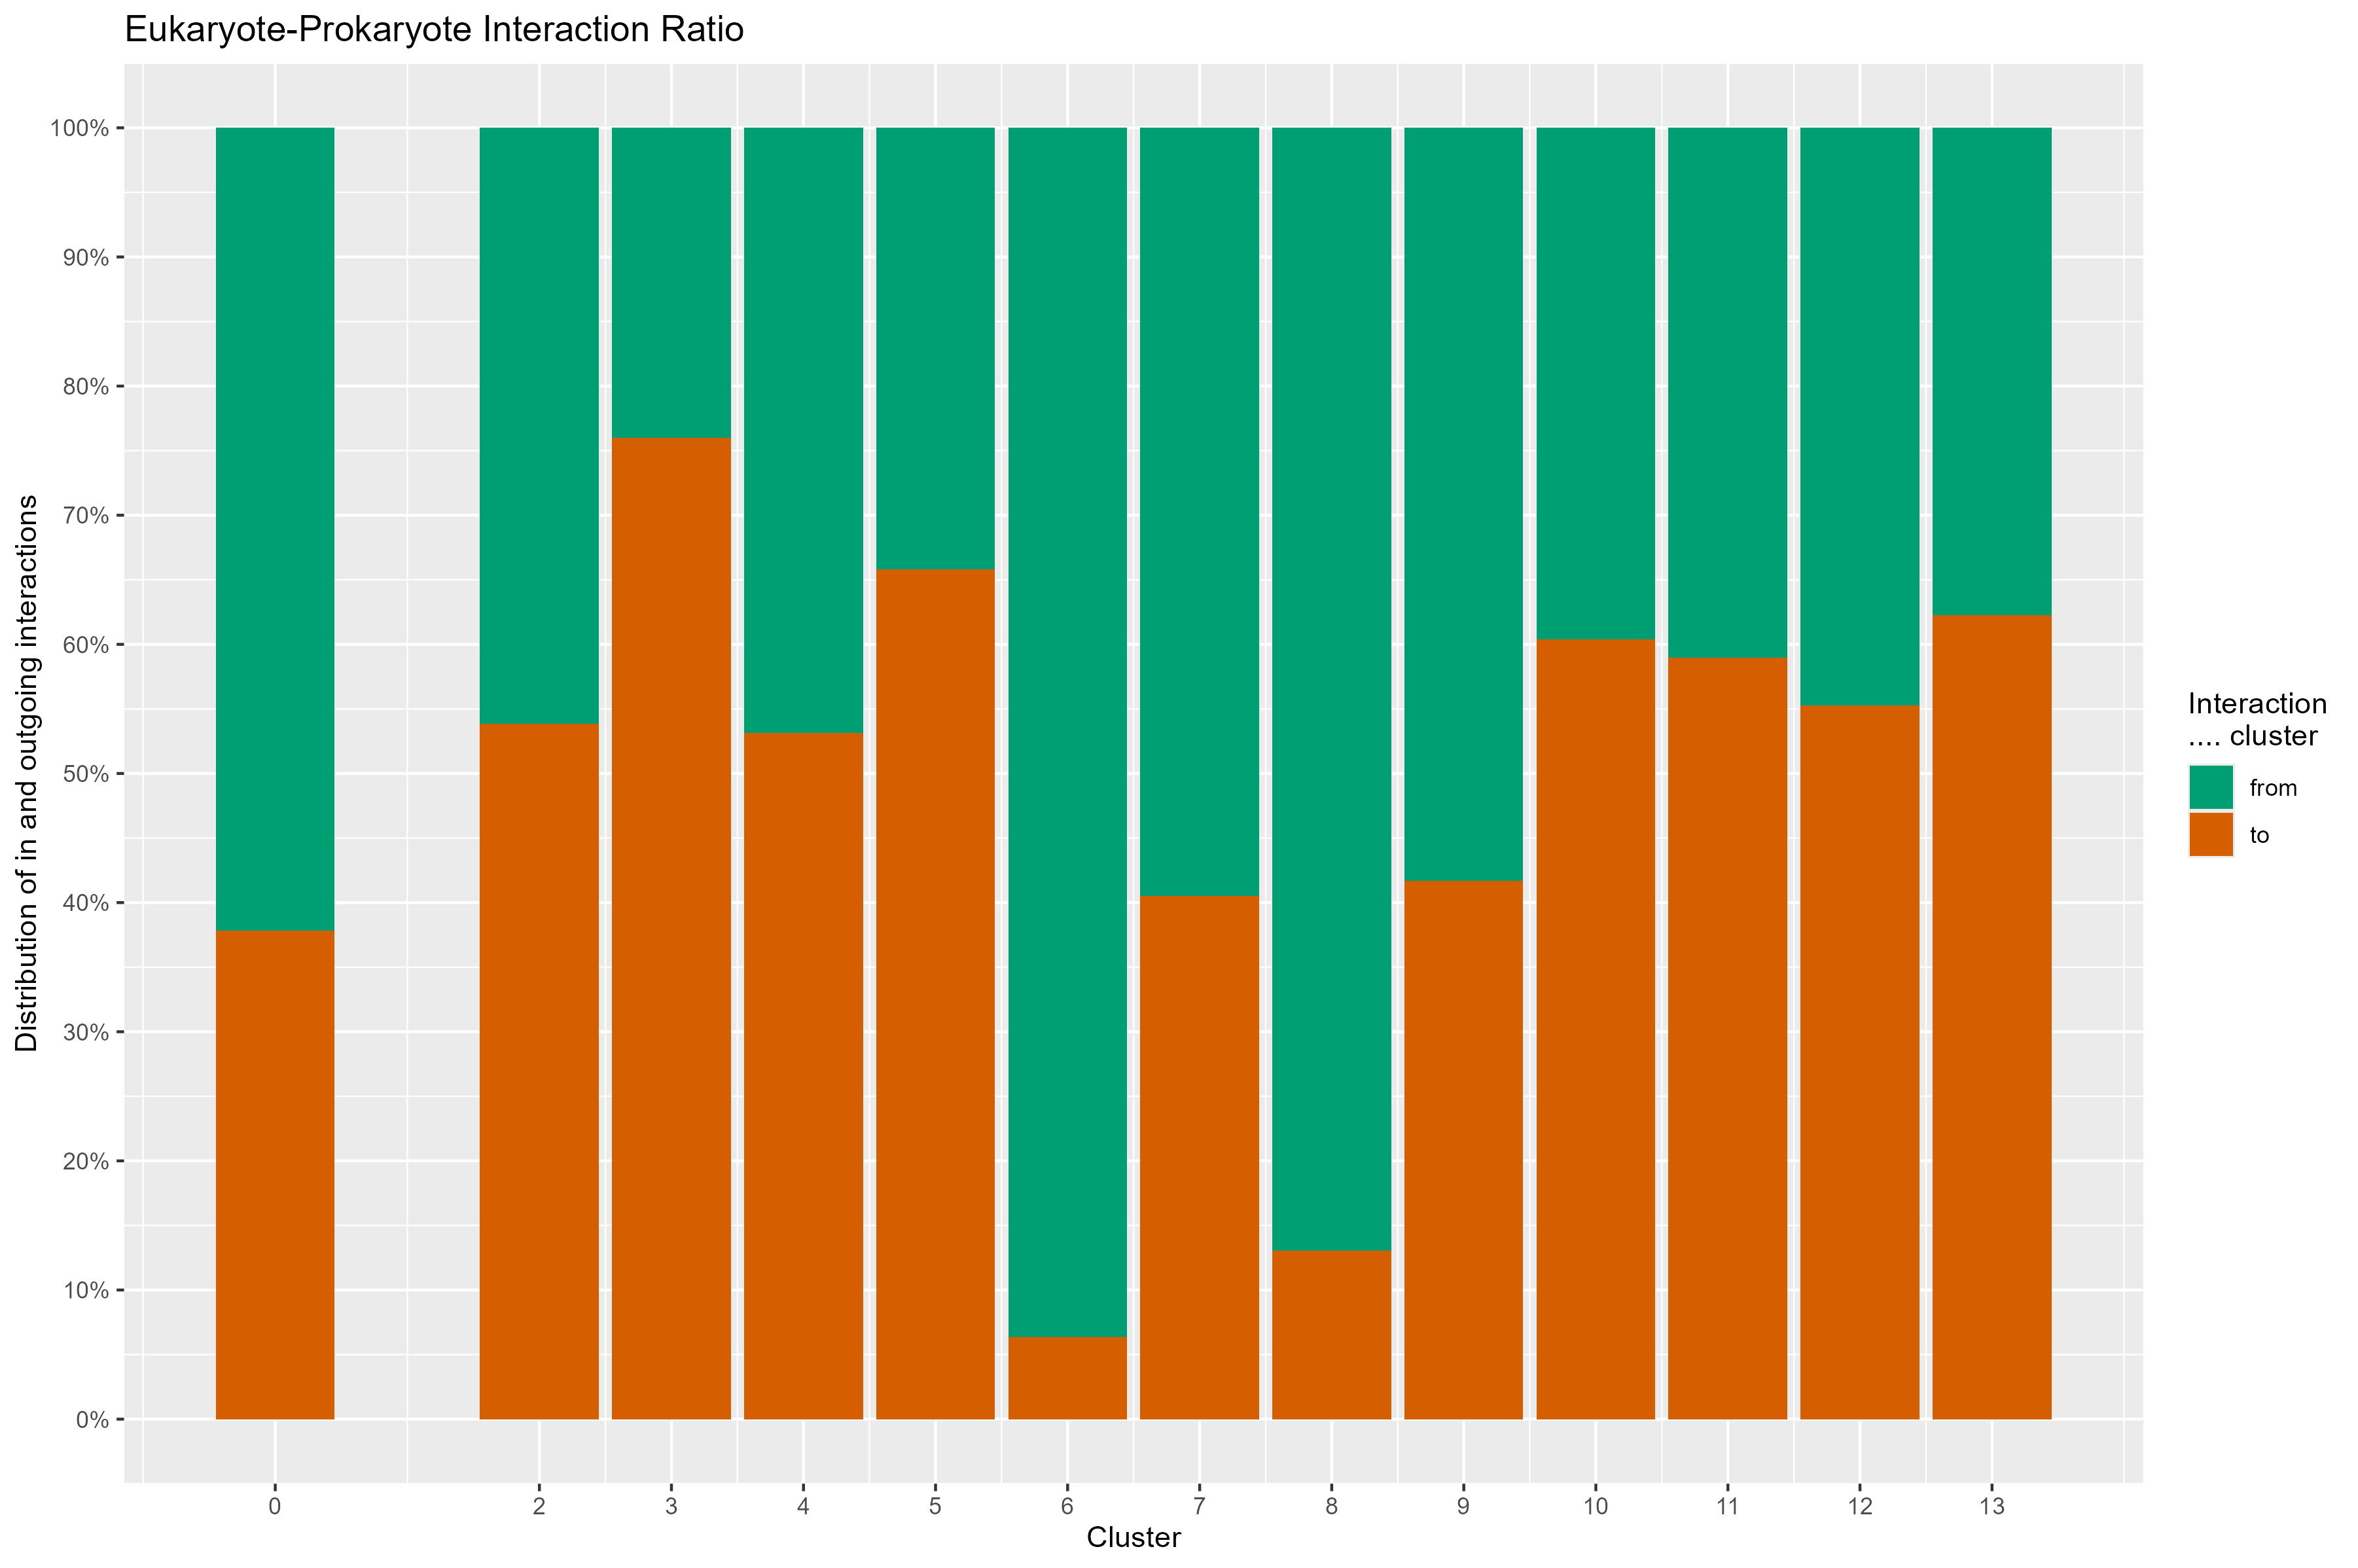 Eukaryote-Prokaryote Interaction Ratio
Distribution of in and outgoing interactions
100%
90%
80%
70%
60%
50%
40%
30%
20%
10%
0%
0 2 3 4 5 6 7 8 9 10 11 12 13
Cluster
Interaction
.... cluster
from
to